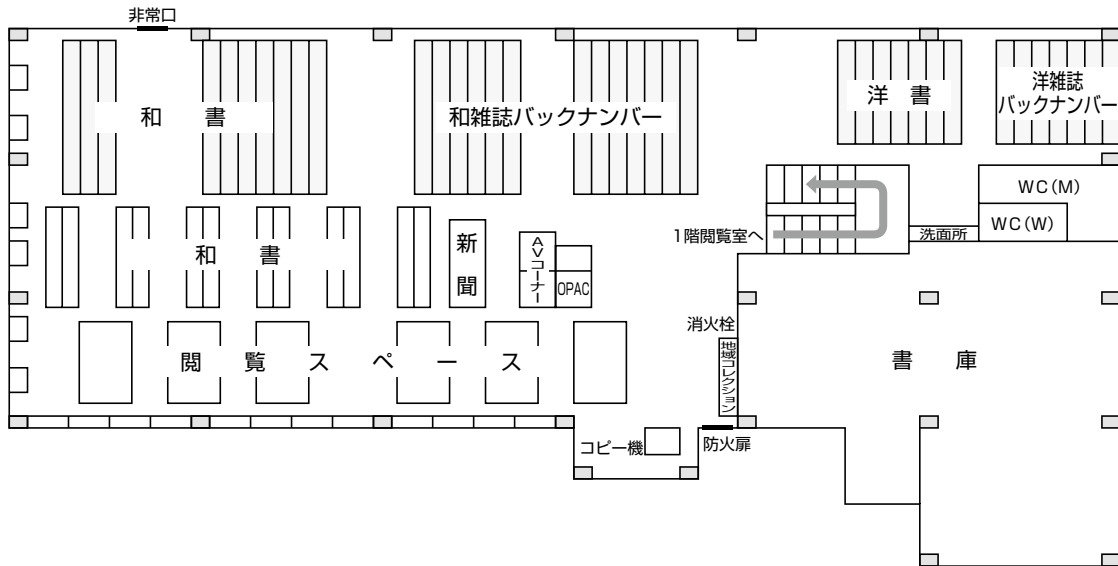 非常口
和　書
和雑誌バックナンバー
洋　書
洋雑誌
バックナンバー
WC(M)
WC(W)
洗面所
1階閲覧室へ
和　書
新
聞
AVコーナー
OPAC
消火栓
地域コレクション
書　庫
閲　覧　ス　ペ　ー　ス
コピー機
防火扉